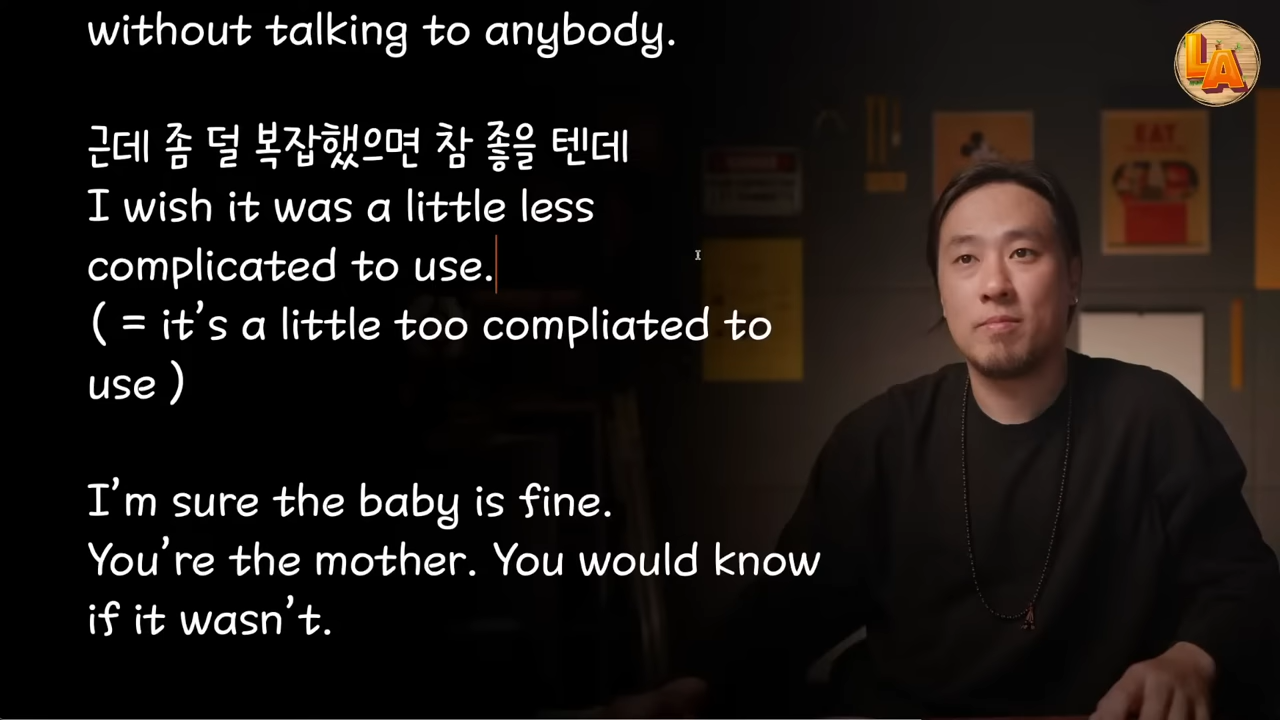 without talking to anybody.
근데 좀 덜 복잡했으면 참 좋을 텐데
I wish it was a little less
complicated to use.
( = it's a little too compliated to
use )
I'm sure the baby is fine.
You're the mother. You would know
if it wasn't.
LA
EAT